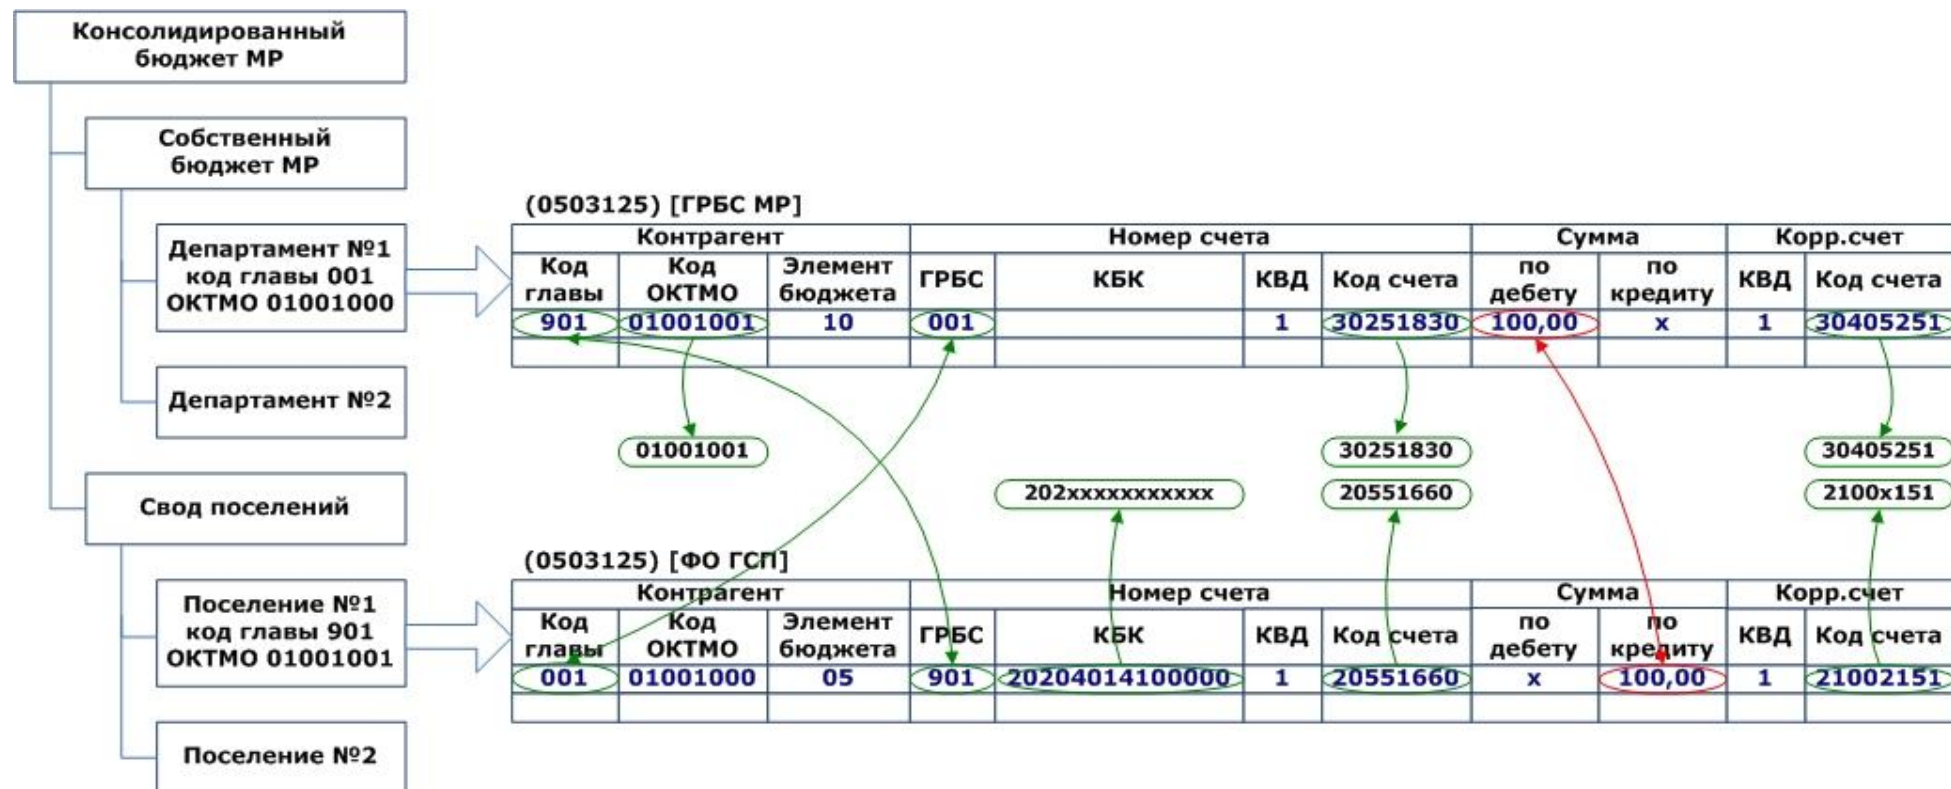 Консолидированный
бюджет МР
Собственный
бюджет МР
(0503125) [ГРБС МР]
Департамент №1
код главы 001
ОКТМО 01001000
Контрагент Номер счета Сумма Корр.счет
Код главы Код ОКТМО Элемент бюджета ГРБС КБК КВД Код счета по дебету по кредиту КВД Код счета
901 01001001 10 001 1 30251830 100,00 x 1 30405251
Департамент №2
01001001 30251830 30405251
202xxxxxxxxxxx 20551660 2100x151
Свод поселений
(0503125) [ФО ГСП]
Поселение №1
код главы 901
ОКТМО 01001001
Контрагент Номер счета Сумма Корр.счет
Код главы Код ОКТМО Элемент бюджета ГРБС КБК КВД Код счета по дебету по кредиту КВД Код счета
001 01001000 05 901 20204014100000 1 20551660 x 100,00 1 21002151
Поселение №2